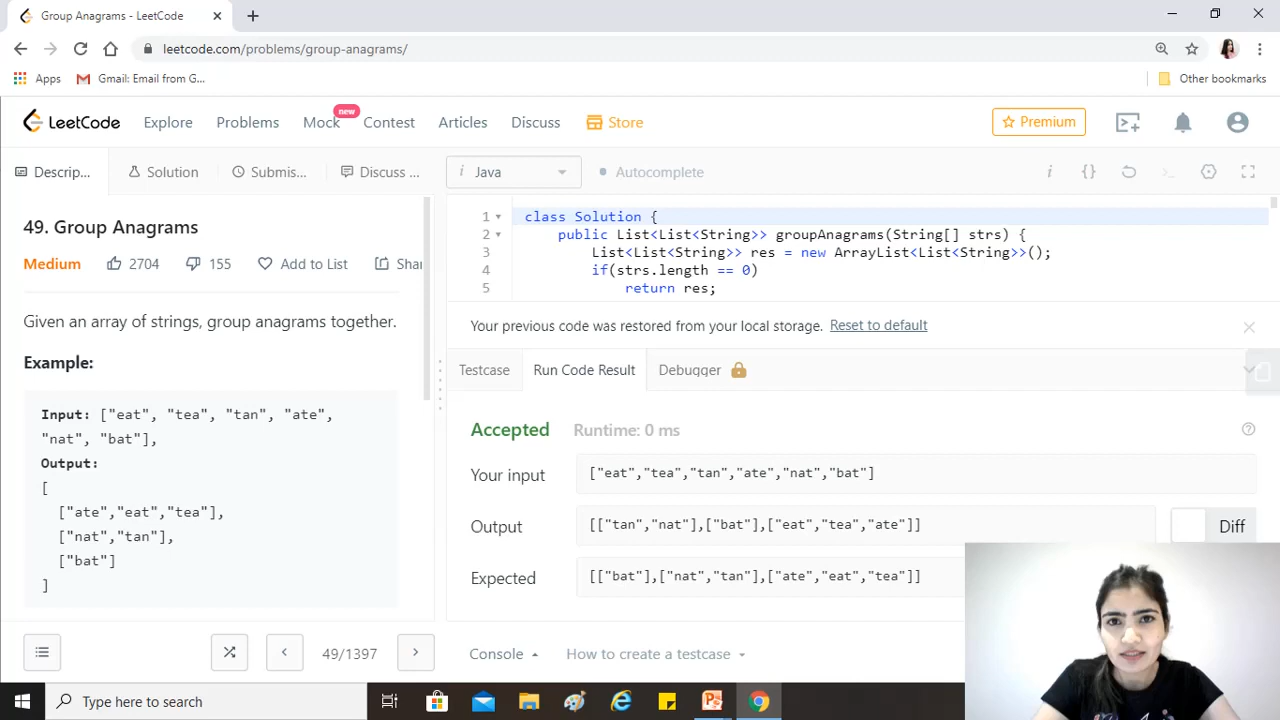 Group Anagrams - LeetCode
leetcode.com/problems/group-anagrams/
Apps
Gmail: Email from G...
Other bookmarks
LeetCode
Explore
Problems
Mock
new
Contest
Articles
Discuss
Store
Premium
Descrip...
Solution
Submis...
Discuss ...
i Java
Autocomplete
49. Group Anagrams
Medium
2704
155
Add to List
Shar
Given an array of strings, group anagrams together.
Example:
Input: ["eat", "tea", "tan", "ate",
"nat", "bat"],
Output:
[
["ate","eat","tea"],
["nat","tan"],
["bat"]
]
49/1397
1 class Solution {
2 public List<List<String>> groupAnagrams(String[] strs) {
3 List<List<String>> res = new ArrayList<List<String>>();
4 if(strs.length == 0)
5 return res;
Your previous code was restored from your local storage. Reset to default
Testcase
Run Code Result
Debugger
Accepted
Runtime: 0 ms
Your input
["eat","tea","tan","ate","nat","bat"]
Output
[["tan","nat"],["bat"],["eat","tea","ate"]]
Diff
Expected
[["bat"],["nat","tan"],["ate","eat","tea"]]
Console
How to create a testcase
Type here to search